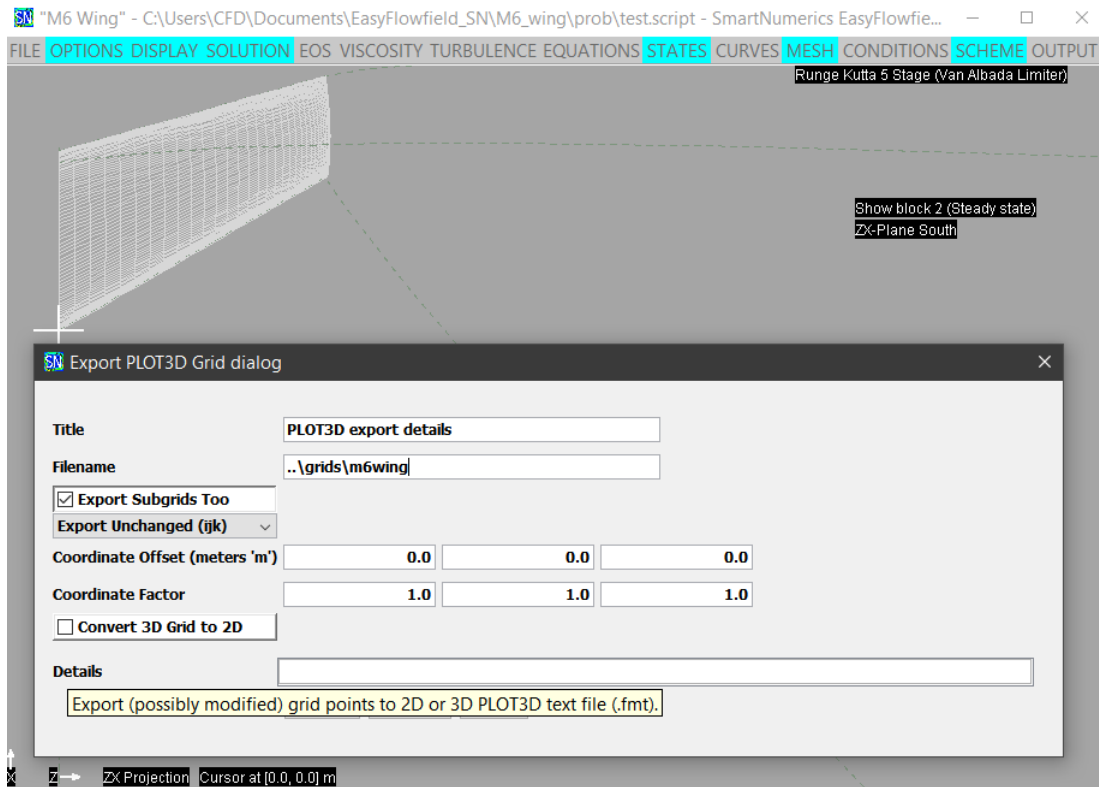 SN "M6 Wing" - C:\Users\CFD\Documents\EasyFlowfield_SN\M6_wing\prob\test.script - SmartNumerics EasyFlowfie...
FILE OPTIONS DISPLAY SOLUTION EOS VISCOSITY TURBULENCE EQUATIONS STATES CURVES MESH CONDITIONS SCHEME OUTPUT
Runge Kutta 5 Stage (Van Albada Limiter)
Show block 2 (Steady state)
ZX-Plane South
SN Export PLOT3D Grid dialog
Title PLOT3D export details
Filename ..\grids\m6wing
Export Subgrids Too
Export Unchanged (ijk)
Coordinate Offset (meters 'm') 0.0 0.0 0.0
Coordinate Factor 1.0 1.0 1.0
Convert 3D Grid to 2D
Details
Export (possibly modified) grid points to 2D or 3D PLOT3D text file (.fmt).
X Z ZX Projection Cursor at [0.0, 0.0] m